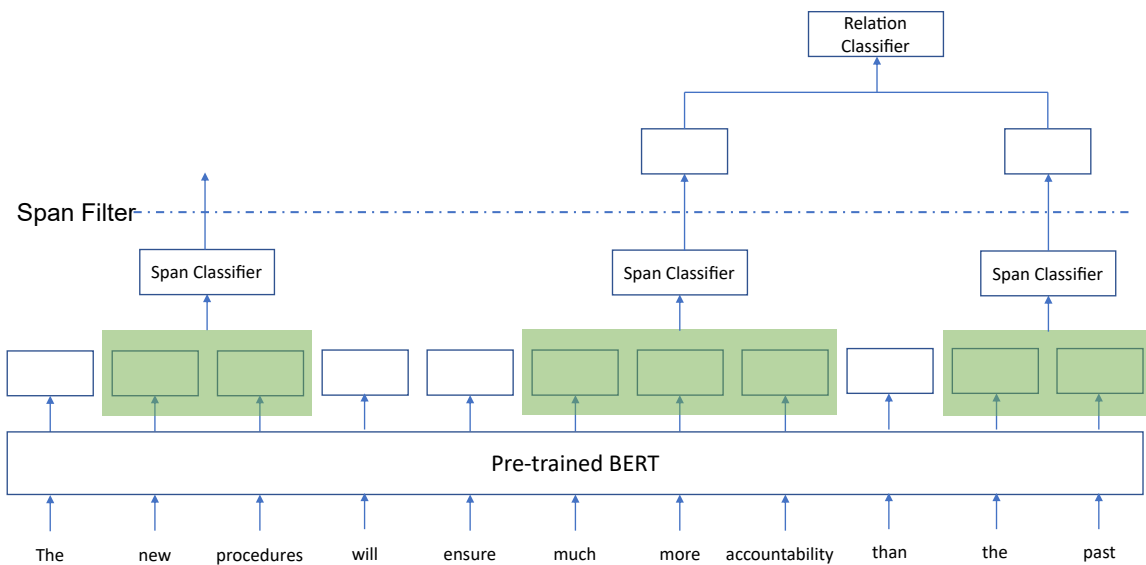 Relation
Classifier
Span Filter
Span Classifier Span Classifier Span Classifier
Pre-trained BERT
The new procedures will ensure much more accountability than the past